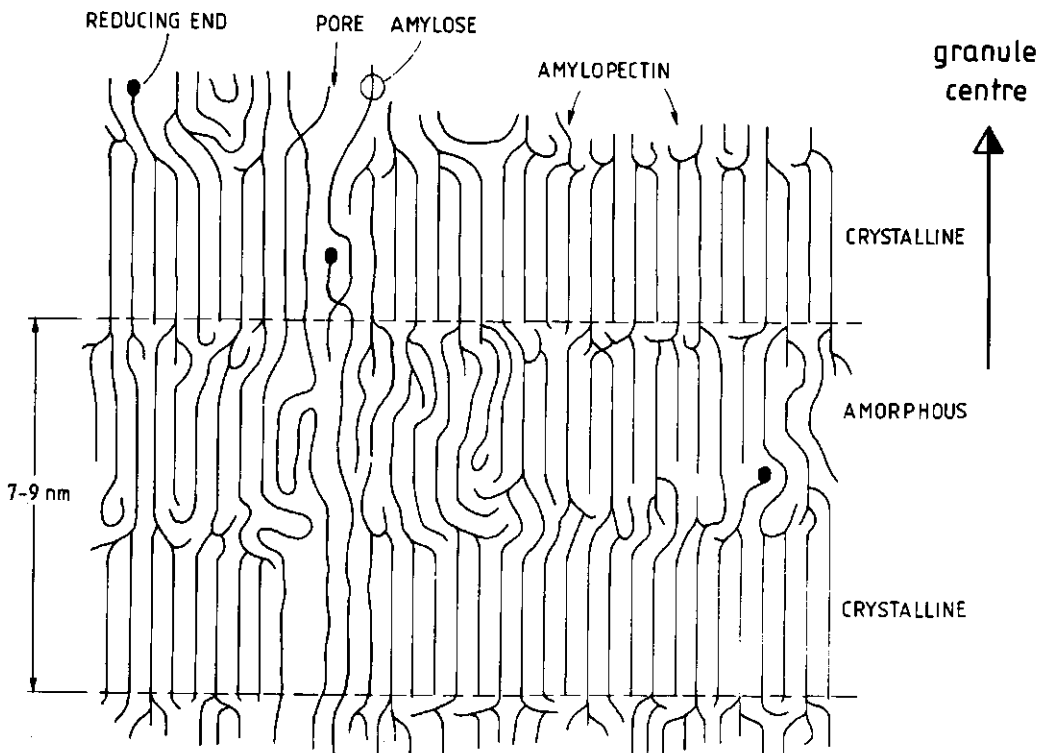 REDUCING END
PORE
AMYLOSE
AMYLOPECTIN
granule
centre
CRYSTALLINE
AMORPHOUS
7-9 nm
CRYSTALLINE